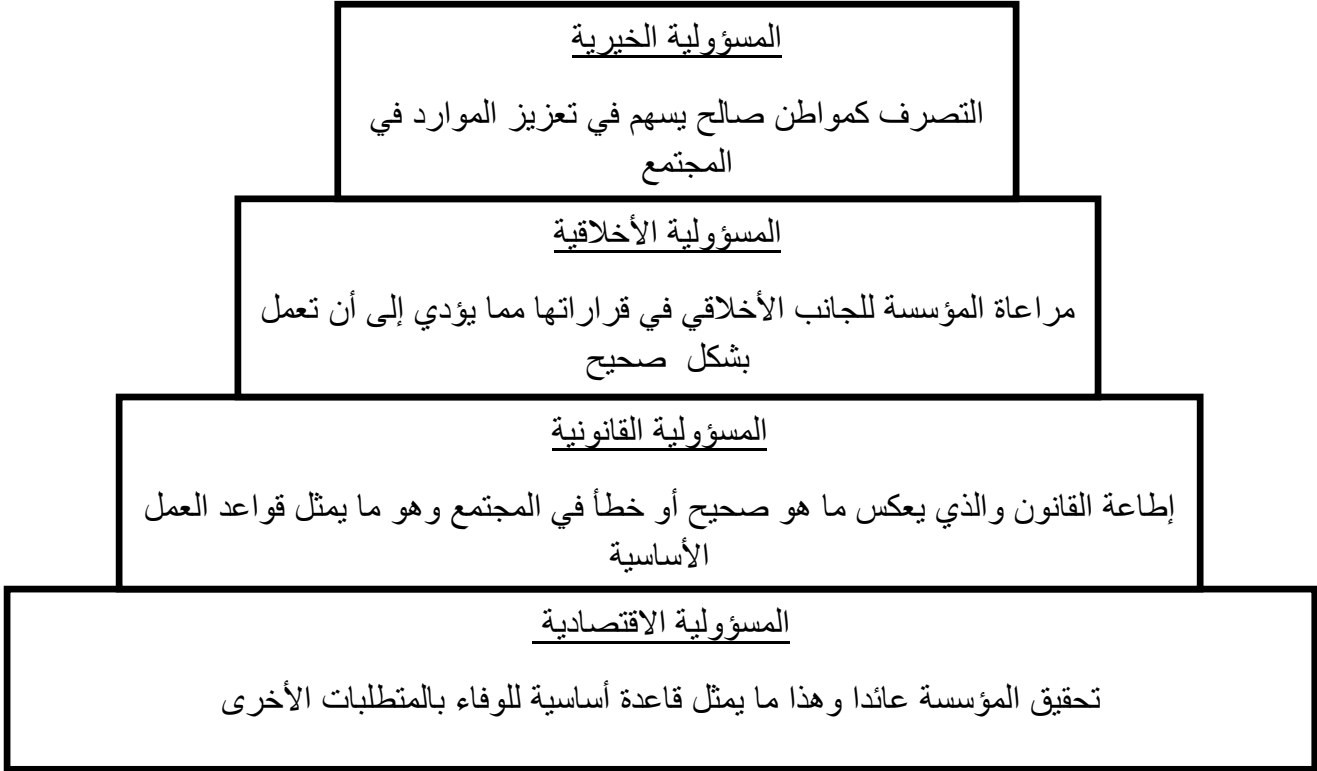 المسؤولية الخيرية
التصرف كمواطن صالح يسهم في تعزيز الموارد في
المجتمع
المسؤولية الأخلاقية
مراعاة المؤسسة للجانب الأخلاقي في قراراتها مما يؤدي إلى أن تعمل
بشكل صحيح
المسؤولية القانونية
إطاعة القانون والذي يعكس ما هو صحيح أو خطأ في المجتمع وهو ما يمثل قواعد العمل
الأساسية
المسؤولية الاقتصادية
تحقيق المؤسسة عائدا وهذا ما يمثل قاعدة أساسية للوفاء بالمتطلبات الأخرى